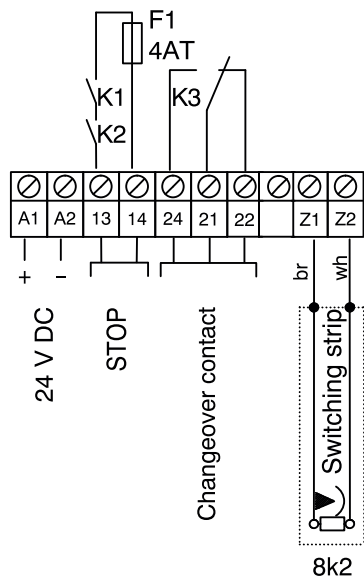 F1
4AT
K1
K2
K3
A1 A2 13 14 24 21 22 Z1 Z2
+ -
br
wh
24 V DC
STOP
Changeover contact
Switching strip
8k2